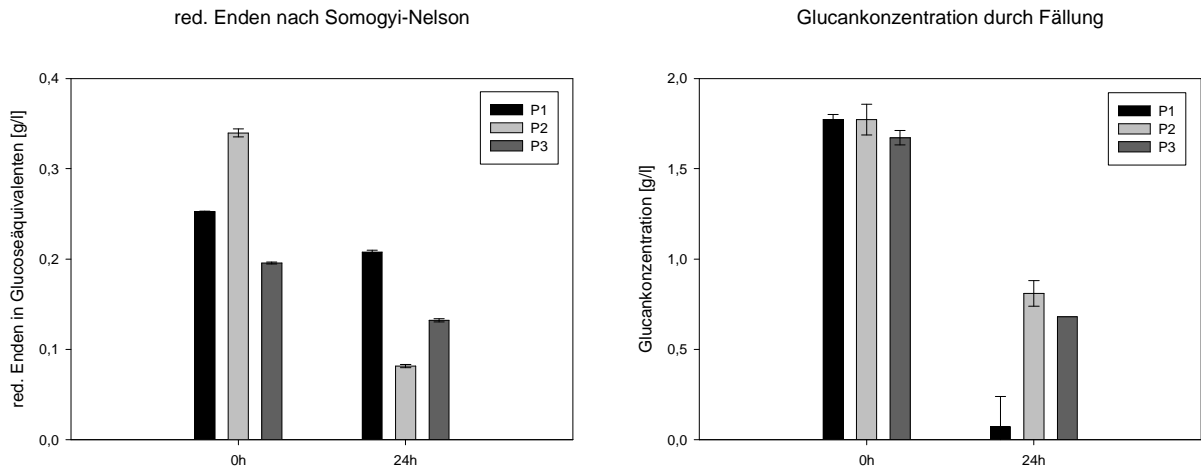 red. Enden nach Somogyi-Nelson
red. Enden in Glucoseäquivalenten [g/l]
0,4
0,3
0,2
0,1
0,0
P1
P2
P3
0h
24h
Glucankonzentration durch Fällung
Glucankonzentration [g/l]
2,0
1,5
1,0
0,5
0,0
P1
P2
P3
0h
24h